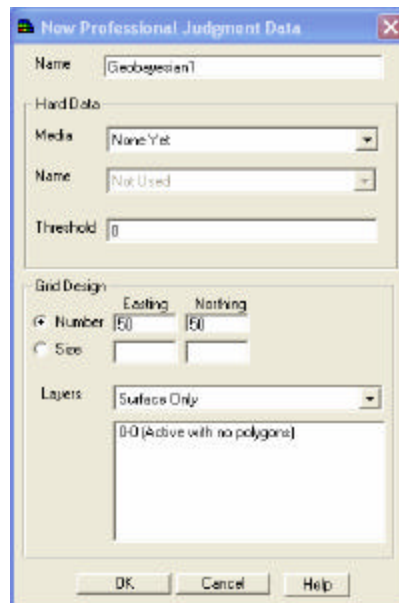 New Professional Judgment Data
Name Geobayesian1
Hard Data
Media None Yet
Name Not Used
Threshold 0
Grid Design
Easting Northing
Number 50 50
Size
Layers Surface Only
0-0 (Active with no polygons)
OK Cancel Help